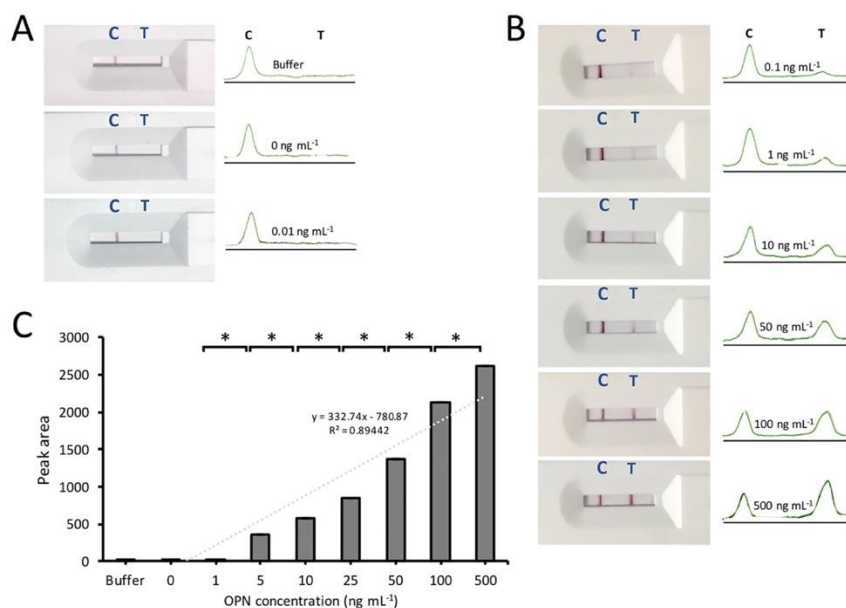 A
C T
C T
Buffer
C T
0 ng mL⁻¹
C T
0.01 ng mL⁻¹
B
C T
C T
0.1 ng mL⁻¹
C T
1 ng mL⁻¹
C T
10 ng mL⁻¹
C T
50 ng mL⁻¹
C T
100 ng mL⁻¹
C T
500 ng mL⁻¹
C
* * * * * *
3000
2500
2000
1500
1000
500
0
Peak area
y = 332.74x - 780.87
R² = 0.89442
Buffer 0 1 5 10 25 50 100 500
OPN concentration (ng mL⁻¹)